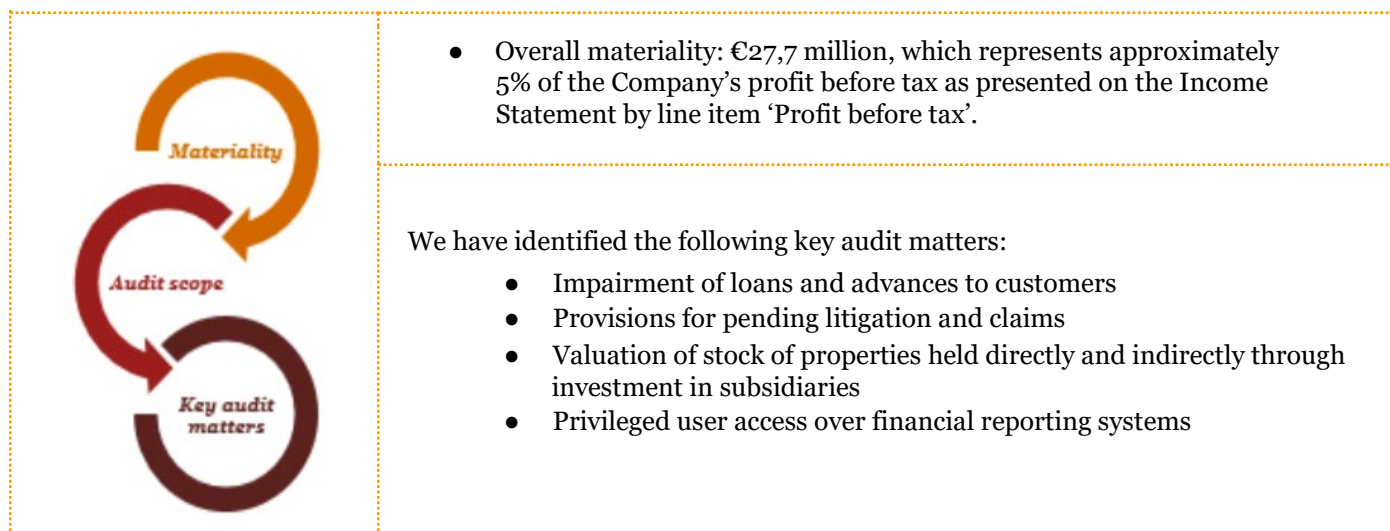 Materiality
Audit scope
Key audit
matters
● Overall materiality: €27,7 million, which represents approximately
5% of the Company’s profit before tax as presented on the Income
Statement by line item ‘Profit before tax’.
We have identified the following key audit matters:
● Impairment of loans and advances to customers
● Provisions for pending litigation and claims
● Valuation of stock of properties held directly and indirectly through
investment in subsidiaries
● Privileged user access over financial reporting systems